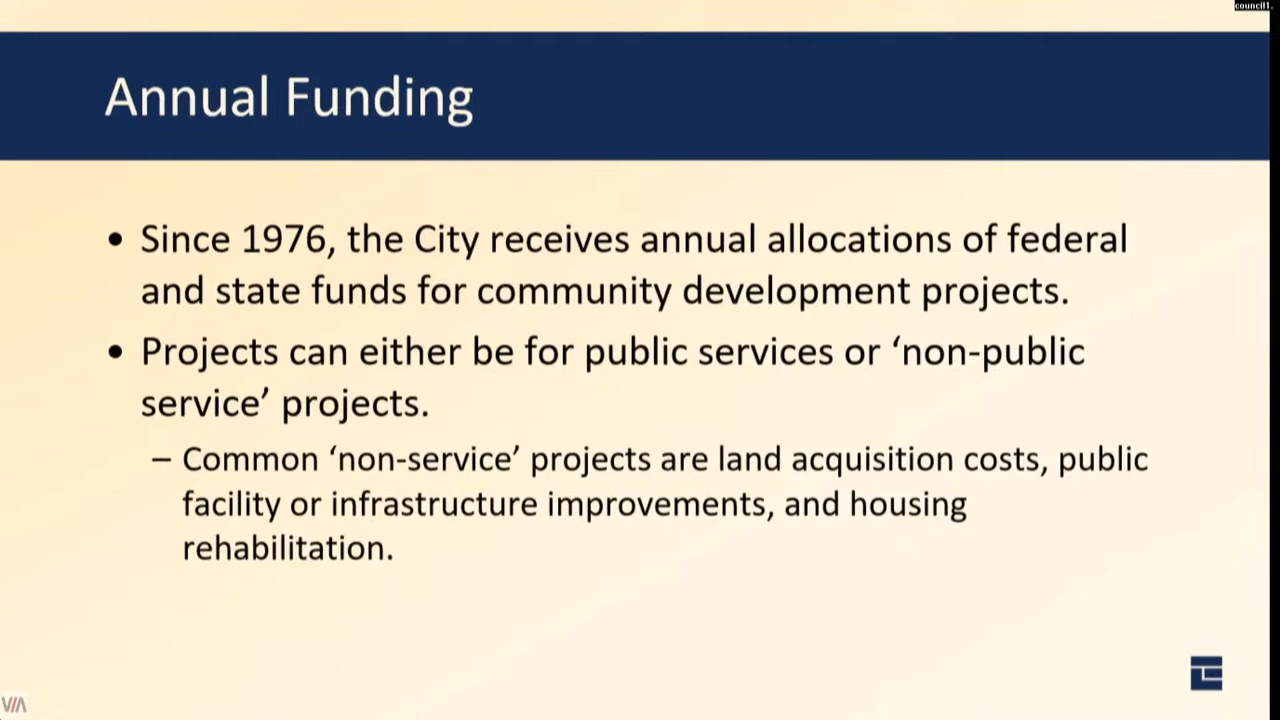 council1.
Annual Funding
• Since 1976, the City receives annual allocations of federal
and state funds for community development projects.
• Projects can either be for public services or ‘non-public
service’ projects.
– Common ‘non-service’ projects are land acquisition costs, public
facility or infrastructure improvements, and housing
rehabilitation.
VIA